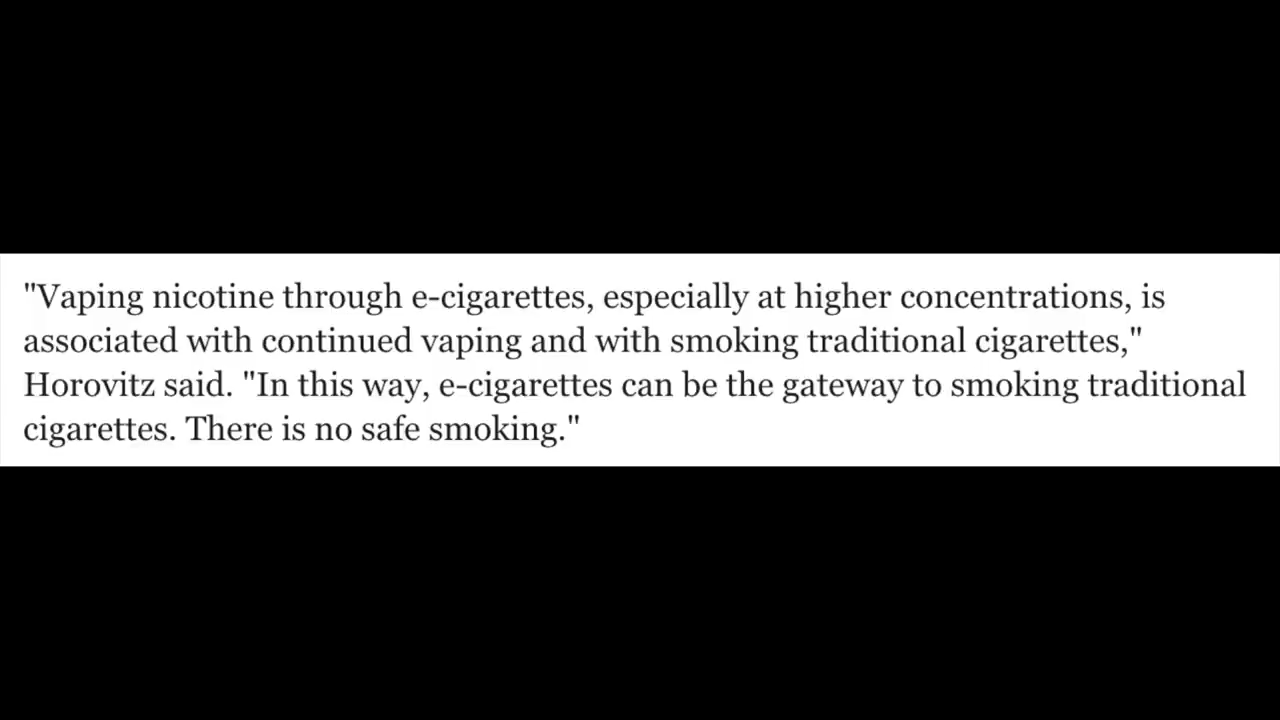 "Vaping nicotine through e-cigarettes, especially at higher concentrations, is
associated with continued vaping and with smoking traditional cigarettes,"
Horovitz said. "In this way, e-cigarettes can be the gateway to smoking traditional
cigarettes. There is no safe smoking."